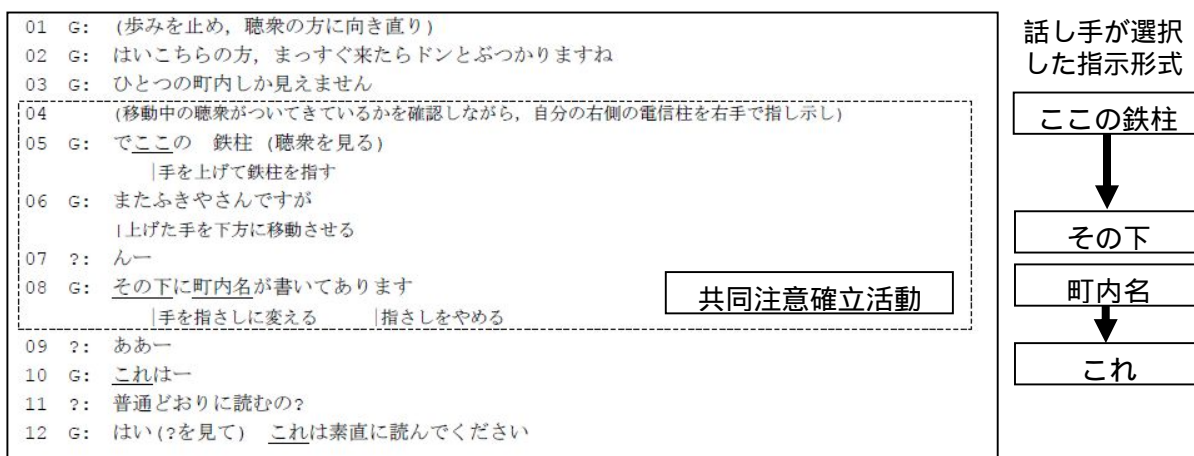 01 G: (歩みを止め，聴衆の方に向き直り)
02 G: はいこちらの方，まっすぐ来たらドンとぶつかりますね
03 G: ひとつの町内しか見えません
04 (移動中の聴衆がついてきているかを確認しながら，自分の右側の電信柱を右手で指し示し)
05 G: でここの 鉄柱 (聴衆を見る)
|手を上げて鉄柱を指す
06 G: またふきやさんですが
|上げた手を下方に移動させる
07 ?: んー
08 G: その下に町内名が書いてあります
|手を指さしに変える |指さしをやめる
共同注意確立活動
09 ?: ああー
10 G: これはー
11 ?: 普通どおりに読むの?
12 G: はい(?を見て) これは素直に読んでください
話し手が選択
した指示形式
ここの鉄柱
その下
町内名
これ